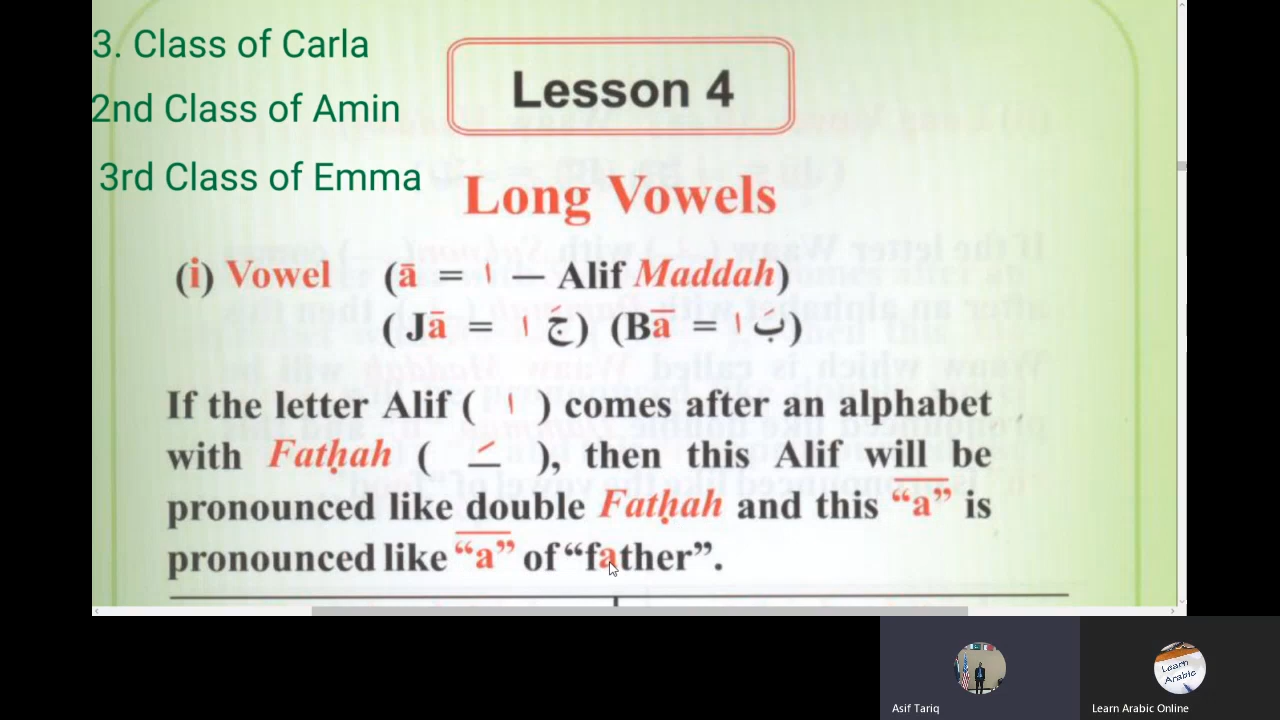 3. Class of Carla
2nd Class of Amin
3rd Class of Emma
Lesson 4
Long Vowels
(i) Vowel (ā = ا — Alif Maddah)
(Jā = جَ ا) (Bā = بَ ا)
If the letter Alif ( ا ) comes after an alphabet
with Fatḥah ( ـَ ), then this Alif will be
pronounced like double Fatḥah and this “a” is
pronounced like “a” of “father”.
Learn Arabic
Asif Tariq
Learn Arabic Online